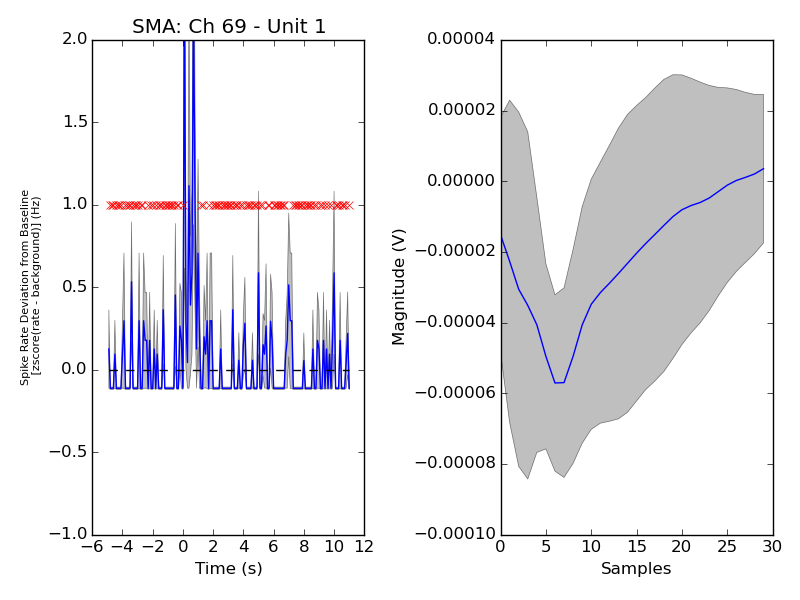 SMA: Ch 69 - Unit 1
2.0
1.5
1.0
0.5
0.0
−0.5
−1.0
−6 −4 −2 0 2 4 6 8 10 12
Time (s)
Spike Rate Deviation from Baseline
[zscore(rate - background)] (Hz)
0.00004
0.00002
0.00000
−0.00002
−0.00004
−0.00006
−0.00008
−0.00010
0 5 10 15 20 25 30
Samples
Magnitude (V)